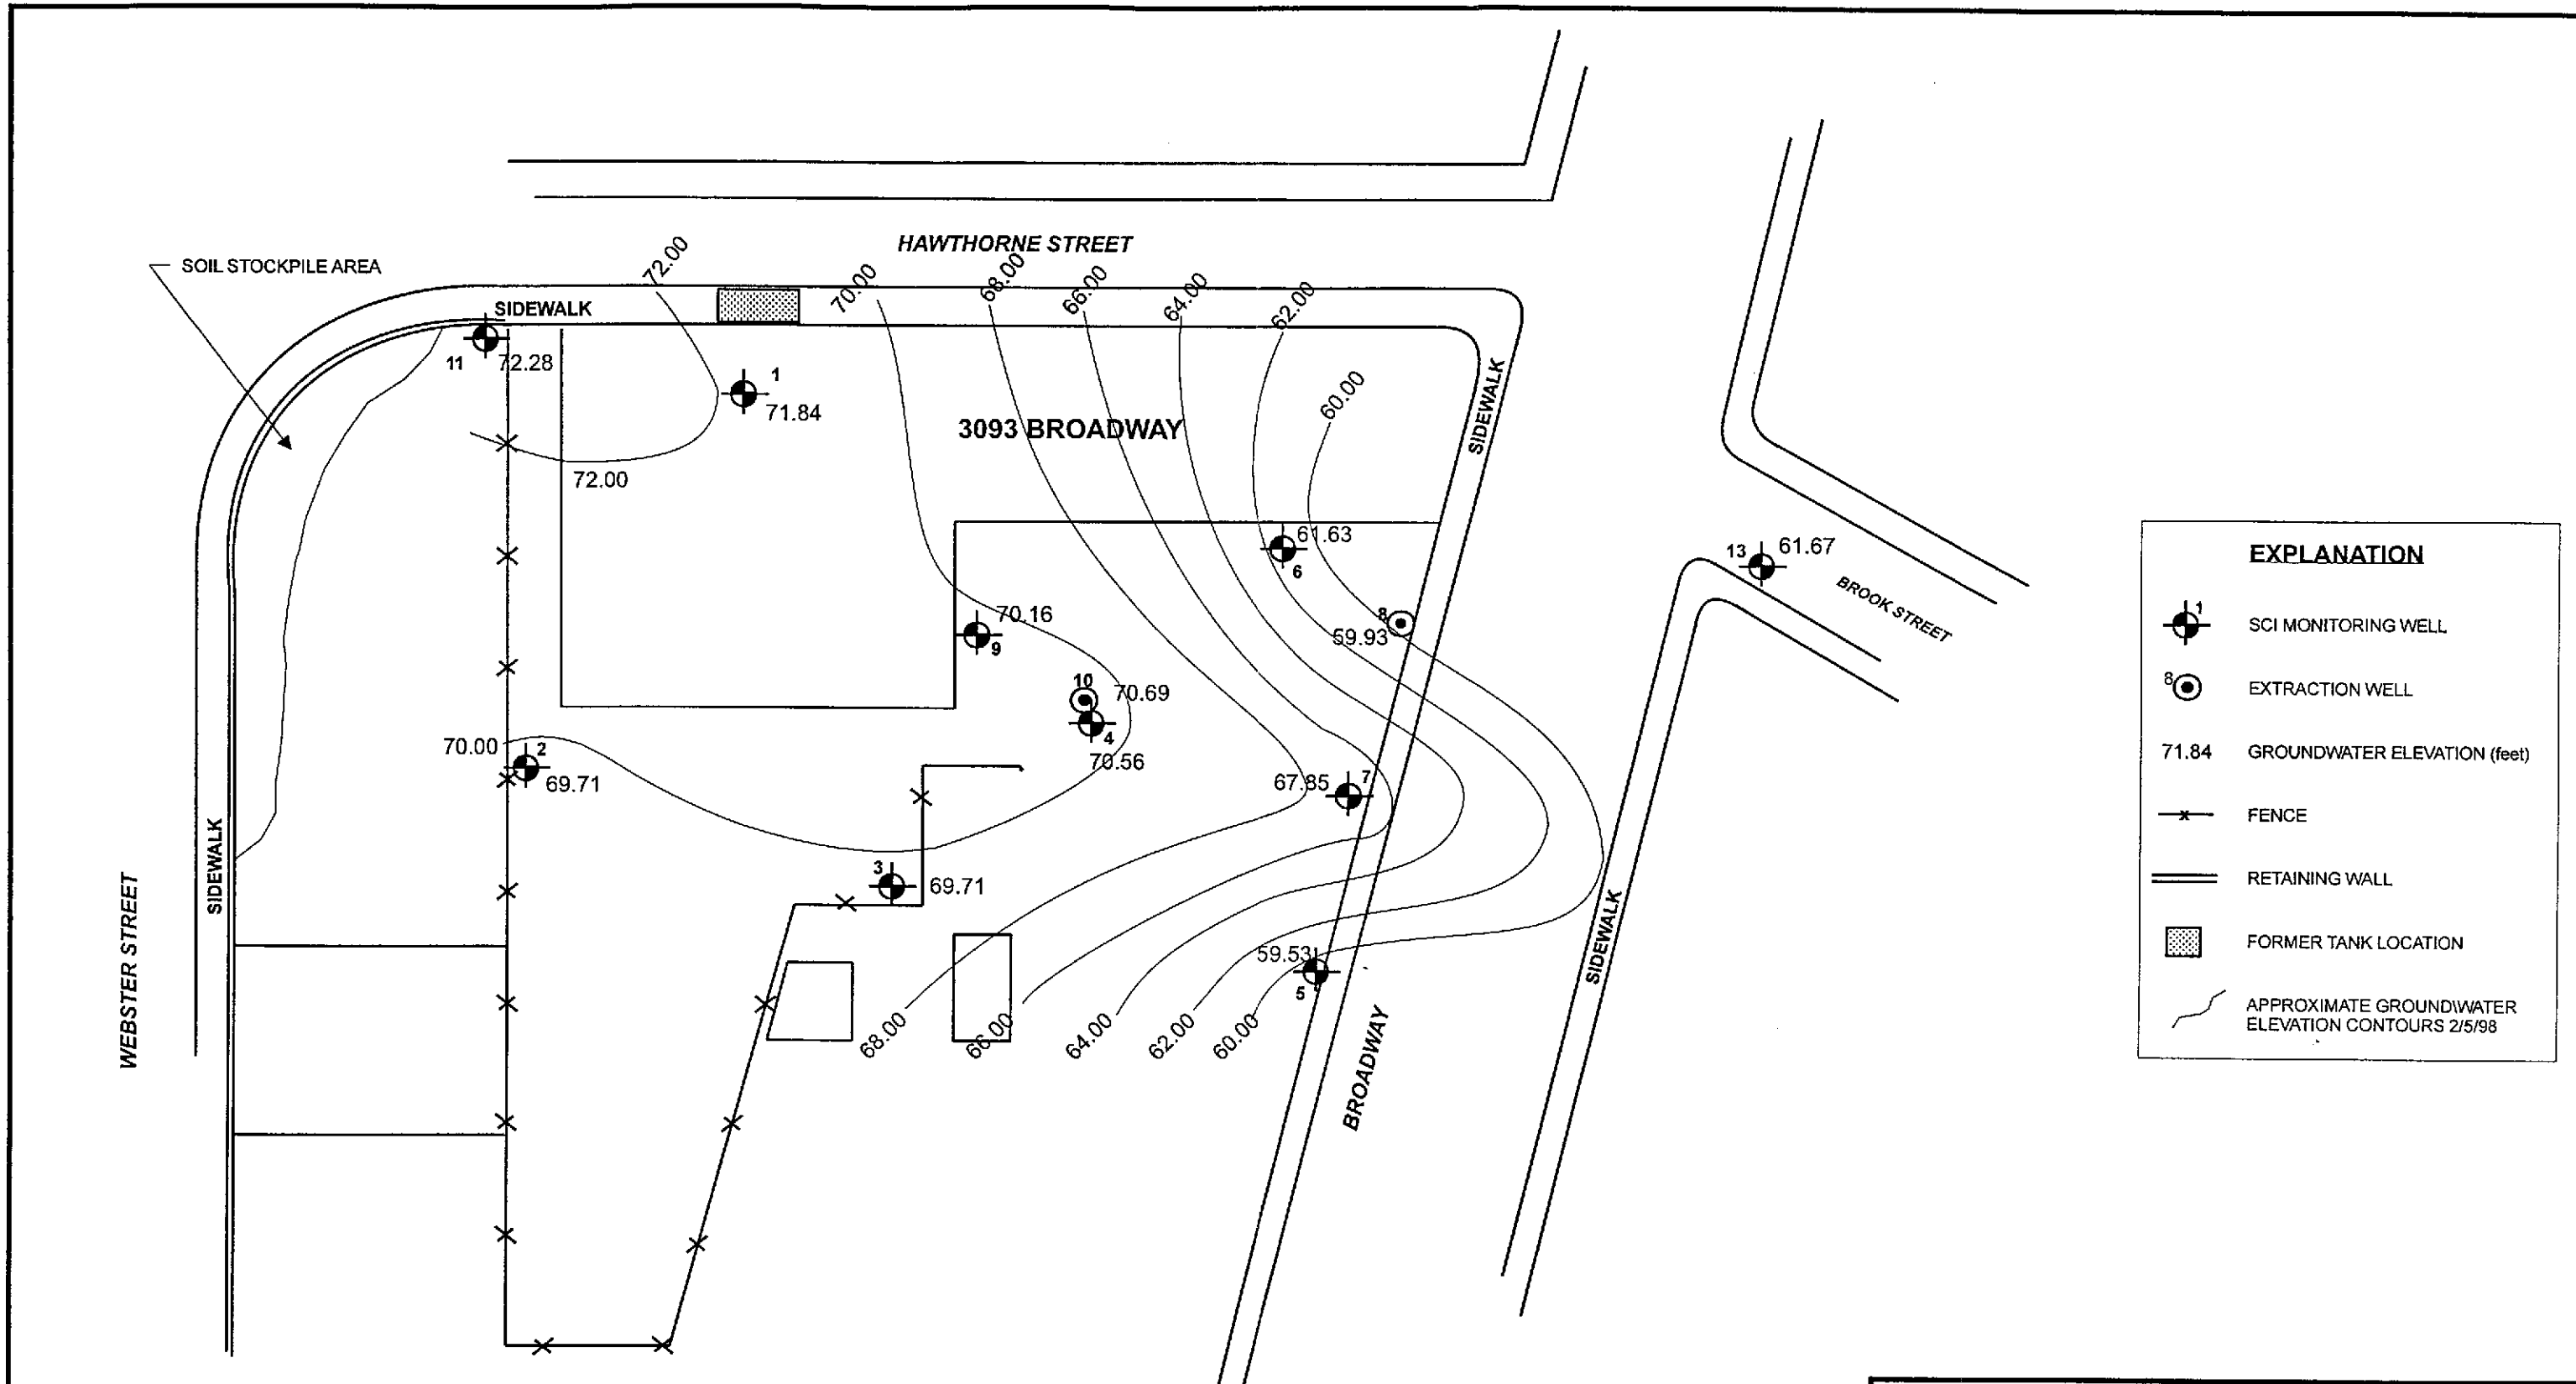 HAWTHORNE STREET
72.00
70.00
68.00
66.00
64.00
62.00
60.00
SOIL STOCKPILE AREA
SIDEWALK
11
72.28
1
71.84
3093 BROADWAY
SIDEWALK
72.00
61.63
6
13
61.67
BROOK STREET
8
59.93
70.16
9
10
70.69
4
70.56
70.00
2
69.71
67.85
7
3
69.71
SIDEWALK
WEBSTER STREET
SIDEWALK
59.53
5
68.00
66.00
64.00
62.00
60.00
BROADWAY
EXPLANATION
1
SCI MONITORING WELL
8
EXTRACTION WELL
71.84
GROUNDWATER ELEVATION (feet)
FENCE
RETAINING WALL
FORMER TANK LOCATION
APPROXIMATE GROUNDWATER
ELEVATION CONTOURS 2/5/98